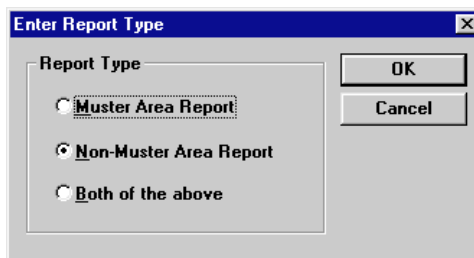 Enter Report Type
Report Type
Muster Area Report
Non-Muster Area Report
Both of the above
OK
Cancel